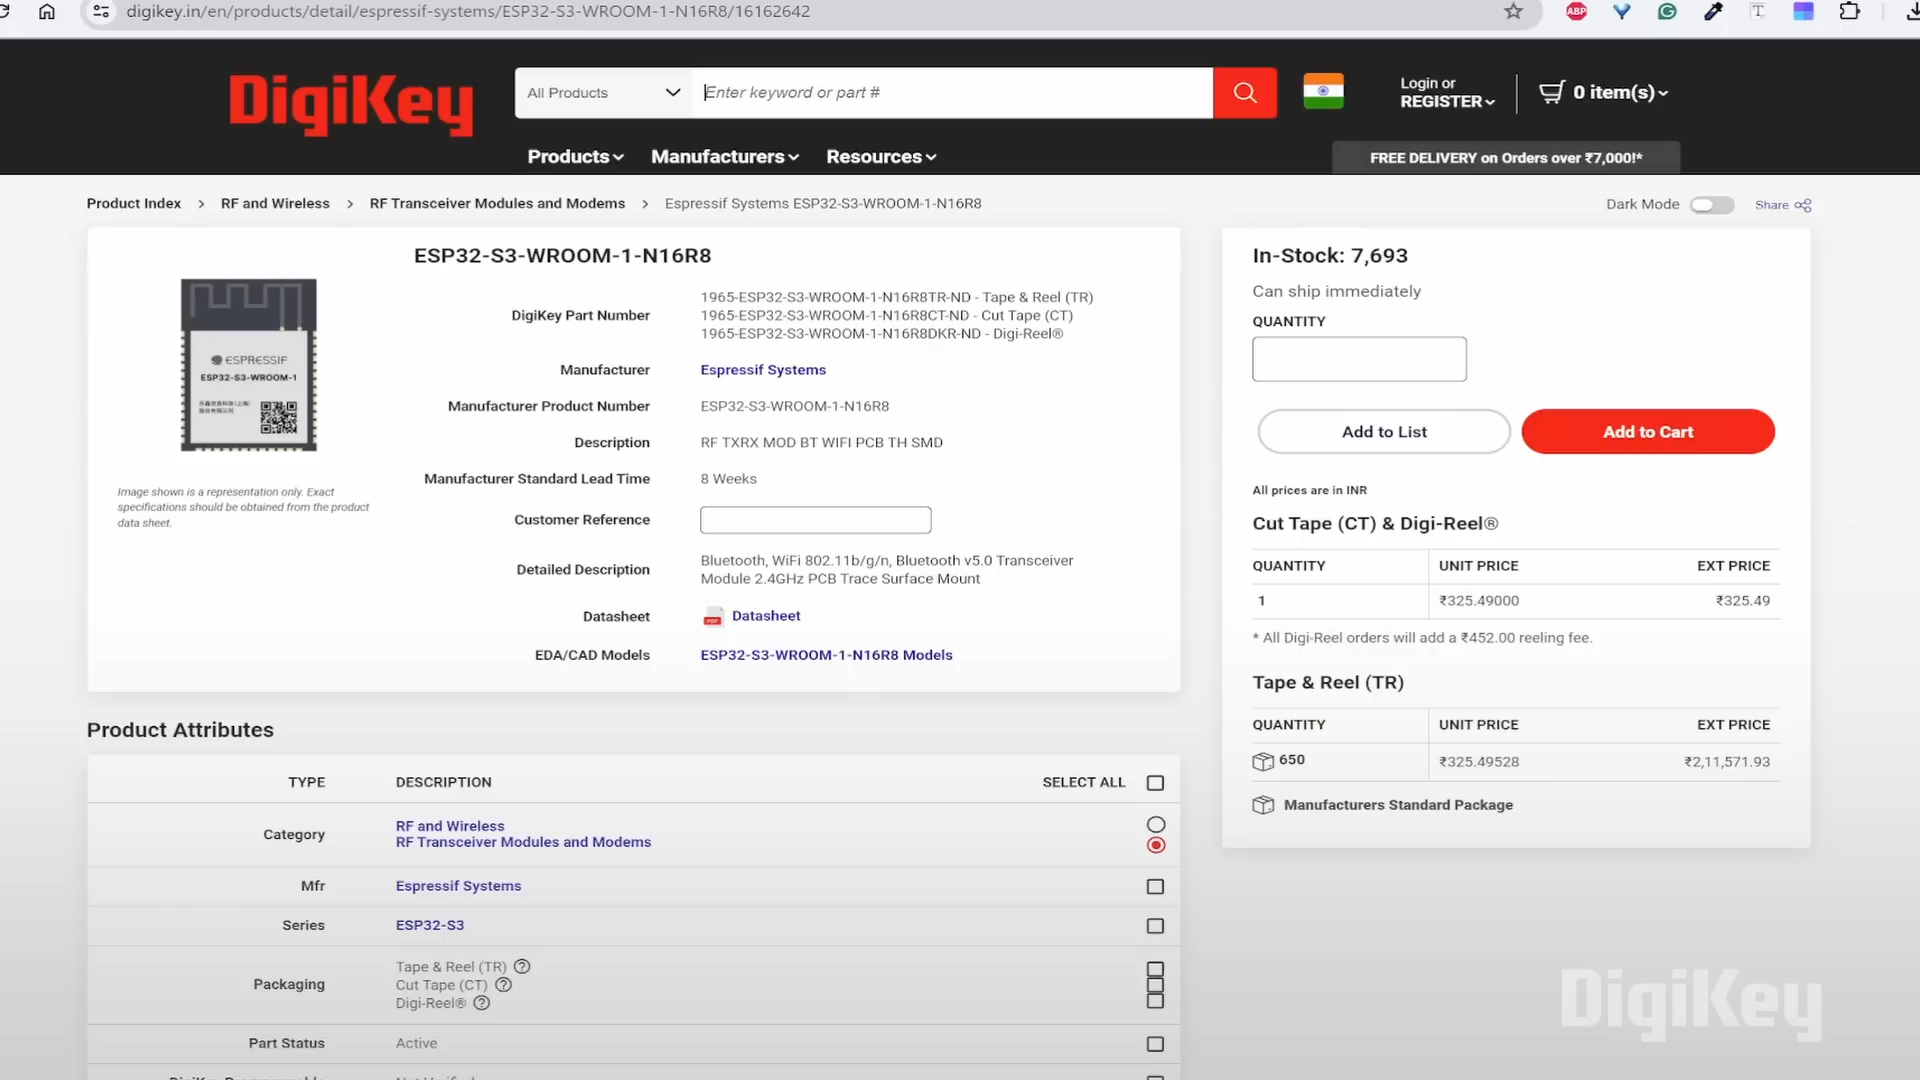 digikey.in/en/products/detail/espressif-systems/ESP32-S3-WROOM-1-N16R8/16162642
ABP
DigiKey
All Products
Enter keyword or part #
Login or
REGISTER
0 item(s)
Products
Manufacturers
Resources
FREE DELIVERY on Orders over ₹7,000!*
Product Index > RF and Wireless > RF Transceiver Modules and Modems > Espressif Systems ESP32-S3-WROOM-1-N16R8
Dark Mode
Share
ESP32-S3-WROOM-1-N16R8
ESPRESSIF
ESP32-S3-WROOM-1
Image shown is a representation only. Exact
specifications should be obtained from the product
data sheet.
DigiKey Part Number
1965-ESP32-S3-WROOM-1-N16R8TR-ND - Tape & Reel (TR)
1965-ESP32-S3-WROOM-1-N16R8CT-ND - Cut Tape (CT)
1965-ESP32-S3-WROOM-1-N16R8DKR-ND - Digi-Reel®
Manufacturer
Espressif Systems
Manufacturer Product Number
ESP32-S3-WROOM-1-N16R8
Description
RF TXRX MOD BT WIFI PCB TH SMD
Manufacturer Standard Lead Time
8 Weeks
Customer Reference
Detailed Description
Bluetooth, WiFi 802.11b/g/n, Bluetooth v5.0 Transceiver
Module 2.4GHz PCB Trace Surface Mount
Datasheet
PDF Datasheet
EDA/CAD Models
ESP32-S3-WROOM-1-N16R8 Models
In-Stock: 7,693
Can ship immediately
QUANTITY
Add to List
Add to Cart
All prices are in INR
Cut Tape (CT) & Digi-Reel®
QUANTITY UNIT PRICE EXT PRICE
1 ₹325.49000 ₹325.49
* All Digi-Reel orders will add a ₹452.00 reeling fee.
Tape & Reel (TR)
QUANTITY UNIT PRICE EXT PRICE
650 ₹325.49528 ₹2,11,571.93
Manufacturers Standard Package
Product Attributes
TYPE DESCRIPTION SELECT ALL
Category
RF and Wireless
RF Transceiver Modules and Modems
Mfr
Espressif Systems
Series
ESP32-S3
Packaging
Tape & Reel (TR) ?
Cut Tape (CT) ?
Digi-Reel® ?
Part Status
Active
DigiKey